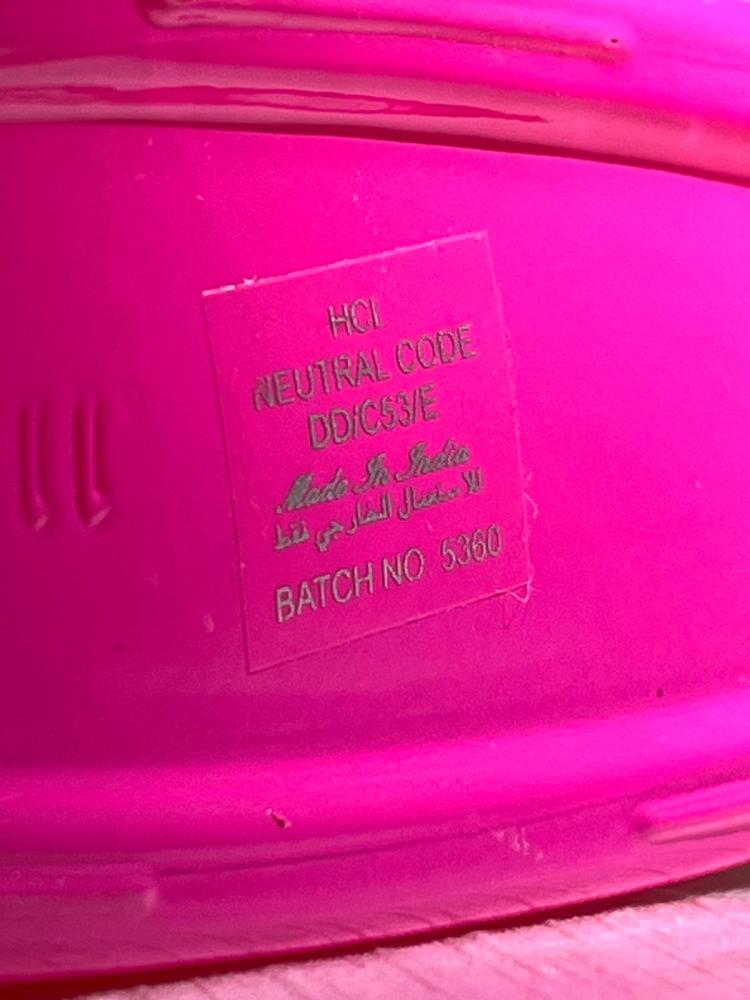 HCL
NEUTRAL CODE
DD/C53/E
Made In India
للاستعمال الخارجي فقط
BATCH NO 5360